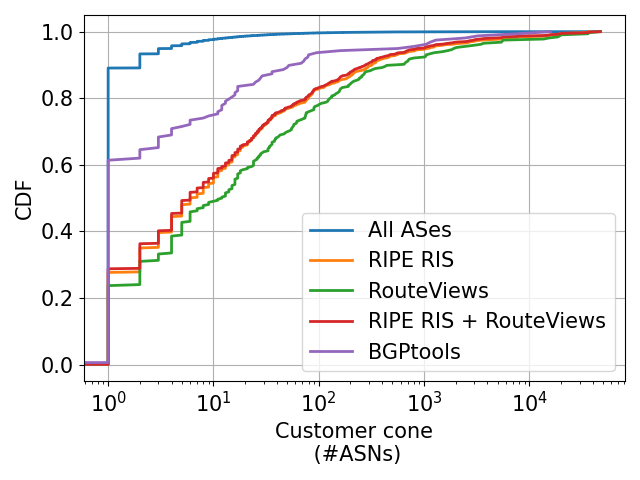 1.0
0.8
0.6
0.4
0.2
0.0
CDF
All ASes
RIPE RIS
RouteViews
RIPE RIS + RouteViews
BGPtools
10^0 10^1 10^2 10^3 10^4
Customer cone
(#ASNs)